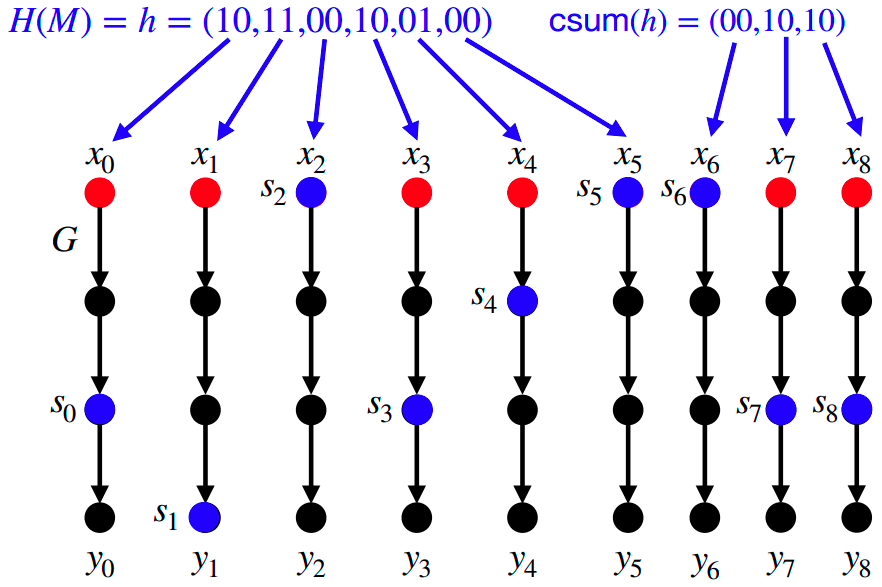 H(M) = h = (10,11,00,10,01,00) csum(h) = (00,10,10)
x₀ x₁ x₂ x₃ x₄ x₅ x₆ x₇ x₈
s₂ s₅ s₆
G
s₄
s₀ s₃ s₇ s₈
s₁
y₀ y₁ y₂ y₃ y₄ y₅ y₆ y₇ y₈